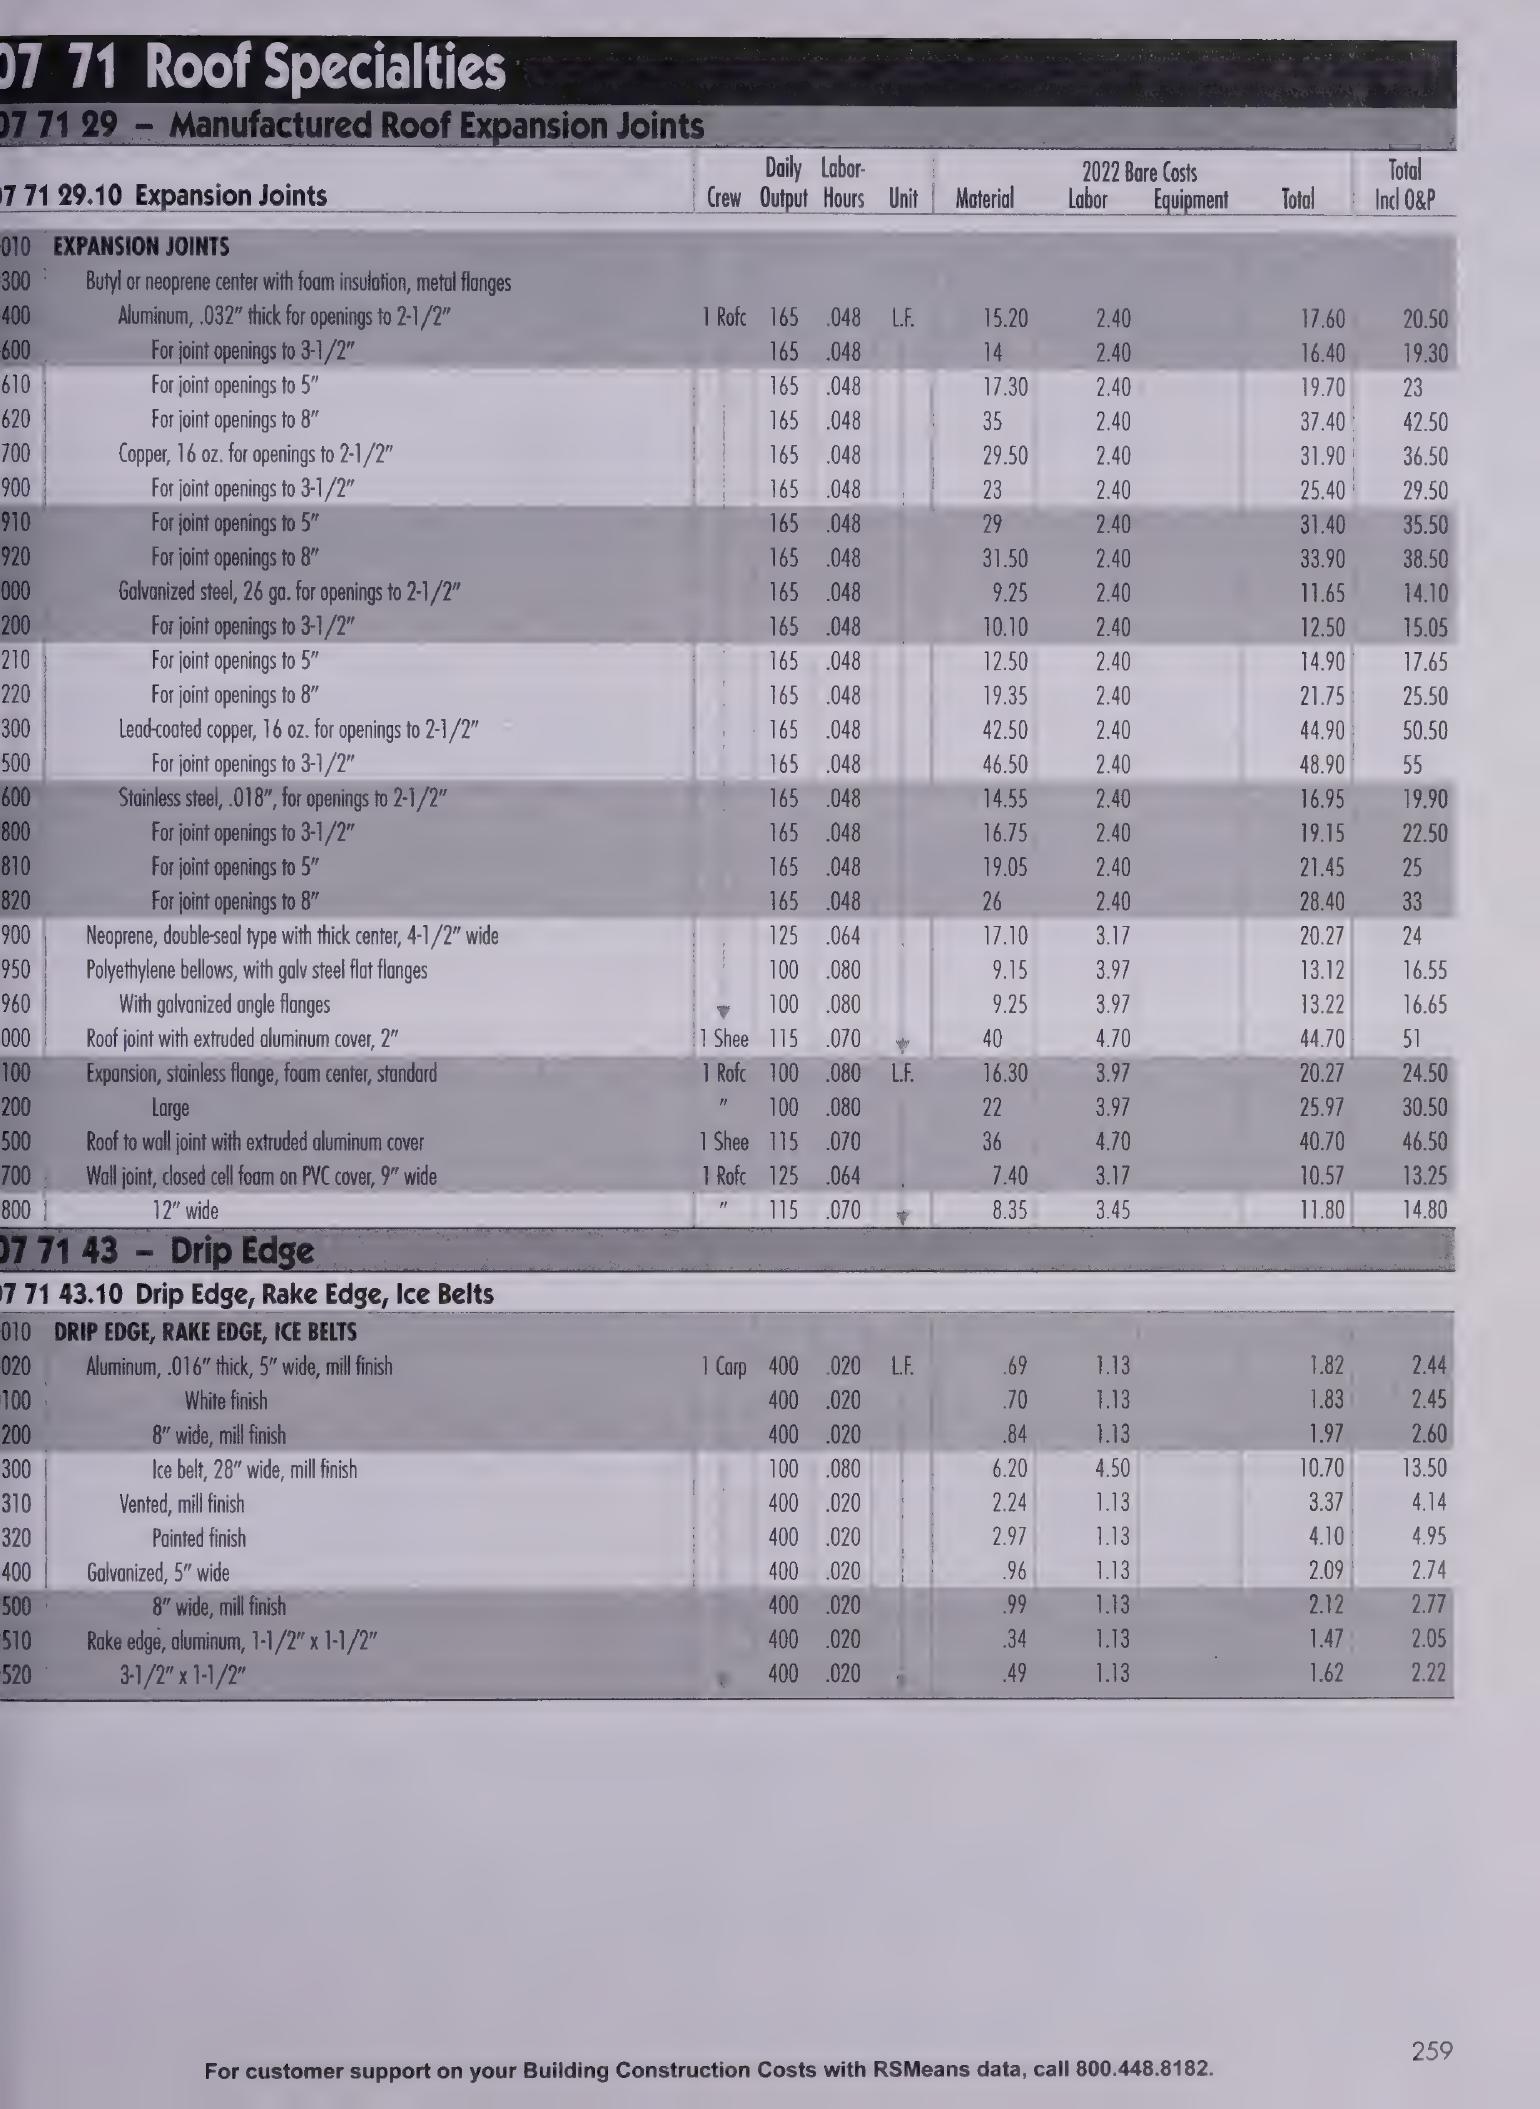 07 71 Roof Specialties
07 71 29 – Manufactured Roof Expansion Joints
07 71 29.10 Expansion Joints Crew Daily Output Labor-Hours Unit Material 2022 Bare Costs Labor Equipment Total Total Incl O&P
010 EXPANSION JOINTS
300 Butyl or neoprene center with foam insulation, metal flanges
400 Aluminum, .032" thick for openings to 2-1/2" 1 Rofc 165 .048 L.F. 15.20 2.40 17.60 20.50
600 For joint openings to 3-1/2" 165 .048 14 2.40 16.40 19.30
610 For joint openings to 5" 165 .048 17.30 2.40 19.70 23
620 For joint openings to 8" 165 .048 35 2.40 37.40 42.50
700 Copper, 16 oz. for openings to 2-1/2" 165 .048 29.50 2.40 31.90 36.50
900 For joint openings to 3-1/2" 165 .048 23 2.40 25.40 29.50
910 For joint openings to 5" 165 .048 29 2.40 31.40 35.50
920 For joint openings to 8" 165 .048 31.50 2.40 33.90 38.50
000 Galvanized steel, 26 ga. for openings to 2-1/2" 165 .048 9.25 2.40 11.65 14.10
200 For joint openings to 3-1/2" 165 .048 10.10 2.40 12.50 15.05
210 For joint openings to 5" 165 .048 12.50 2.40 14.90 17.65
220 For joint openings to 8" 165 .048 19.35 2.40 21.75 25.50
300 Lead-coated copper, 16 oz. for openings to 2-1/2" 165 .048 42.50 2.40 44.90 50.50
500 For joint openings to 3-1/2" 165 .048 46.50 2.40 48.90 55
600 Stainless steel, .018", for openings to 2-1/2" 165 .048 14.55 2.40 16.95 19.90
800 For joint openings to 3-1/2" 165 .048 16.75 2.40 19.15 22.50
810 For joint openings to 5" 165 .048 19.05 2.40 21.45 25
820 For joint openings to 8" 165 .048 26 2.40 28.40 33
900 Neoprene, double-seal type with thick center, 4-1/2" wide 125 .064 17.10 3.17 20.27 24
950 Polyethylene bellows, with galv steel flat flanges 100 .080 9.15 3.97 13.12 16.55
960 With galvanized angle flanges 100 .080 9.25 3.97 13.22 16.65
000 Roof joint with extruded aluminum cover, 2" 1 Shee 115 .070 40 4.70 44.70 51
100 Expansion, stainless flange, foam center, standard 1 Rofc 100 .080 L.F. 16.30 3.97 20.27 24.50
200 Large " 100 .080 22 3.97 25.97 30.50
500 Roof to wall joint with extruded aluminum cover 1 Shee 115 .070 36 4.70 40.70 46.50
700 Wall joint, closed cell foam on PVC cover, 9" wide 1 Rofc 125 .064 7.40 3.17 10.57 13.25
800 12" wide " 115 .070 8.35 3.45 11.80 14.80
07 71 43 – Drip Edge
07 71 43.10 Drip Edge, Rake Edge, Ice Belts
010 DRIP EDGE, RAKE EDGE, ICE BELTS
020 Aluminum, .016" thick, 5" wide, mill finish 1 Carp 400 .020 L.F. .69 1.13 1.82 2.44
100 White finish 400 .020 .70 1.13 1.83 2.45
200 8" wide, mill finish 400 .020 .84 1.13 1.97 2.60
300 Ice belt, 28" wide, mill finish 100 .080 6.20 4.50 10.70 13.50
310 Vented, mill finish 400 .020 2.24 1.13 3.37 4.14
320 Painted finish 400 .020 2.97 1.13 4.10 4.95
400 Galvanized, 5" wide 400 .020 .96 1.13 2.09 2.74
500 8" wide, mill finish 400 .020 .99 1.13 2.12 2.77
510 Rake edge, aluminum, 1-1/2" x 1-1/2" 400 .020 .34 1.13 1.47 2.05
520 3-1/2" x 1-1/2" 400 .020 .49 1.13 1.62 2.22
For customer support on your Building Construction Costs with RSMeans data, call 800.448.8182.
259